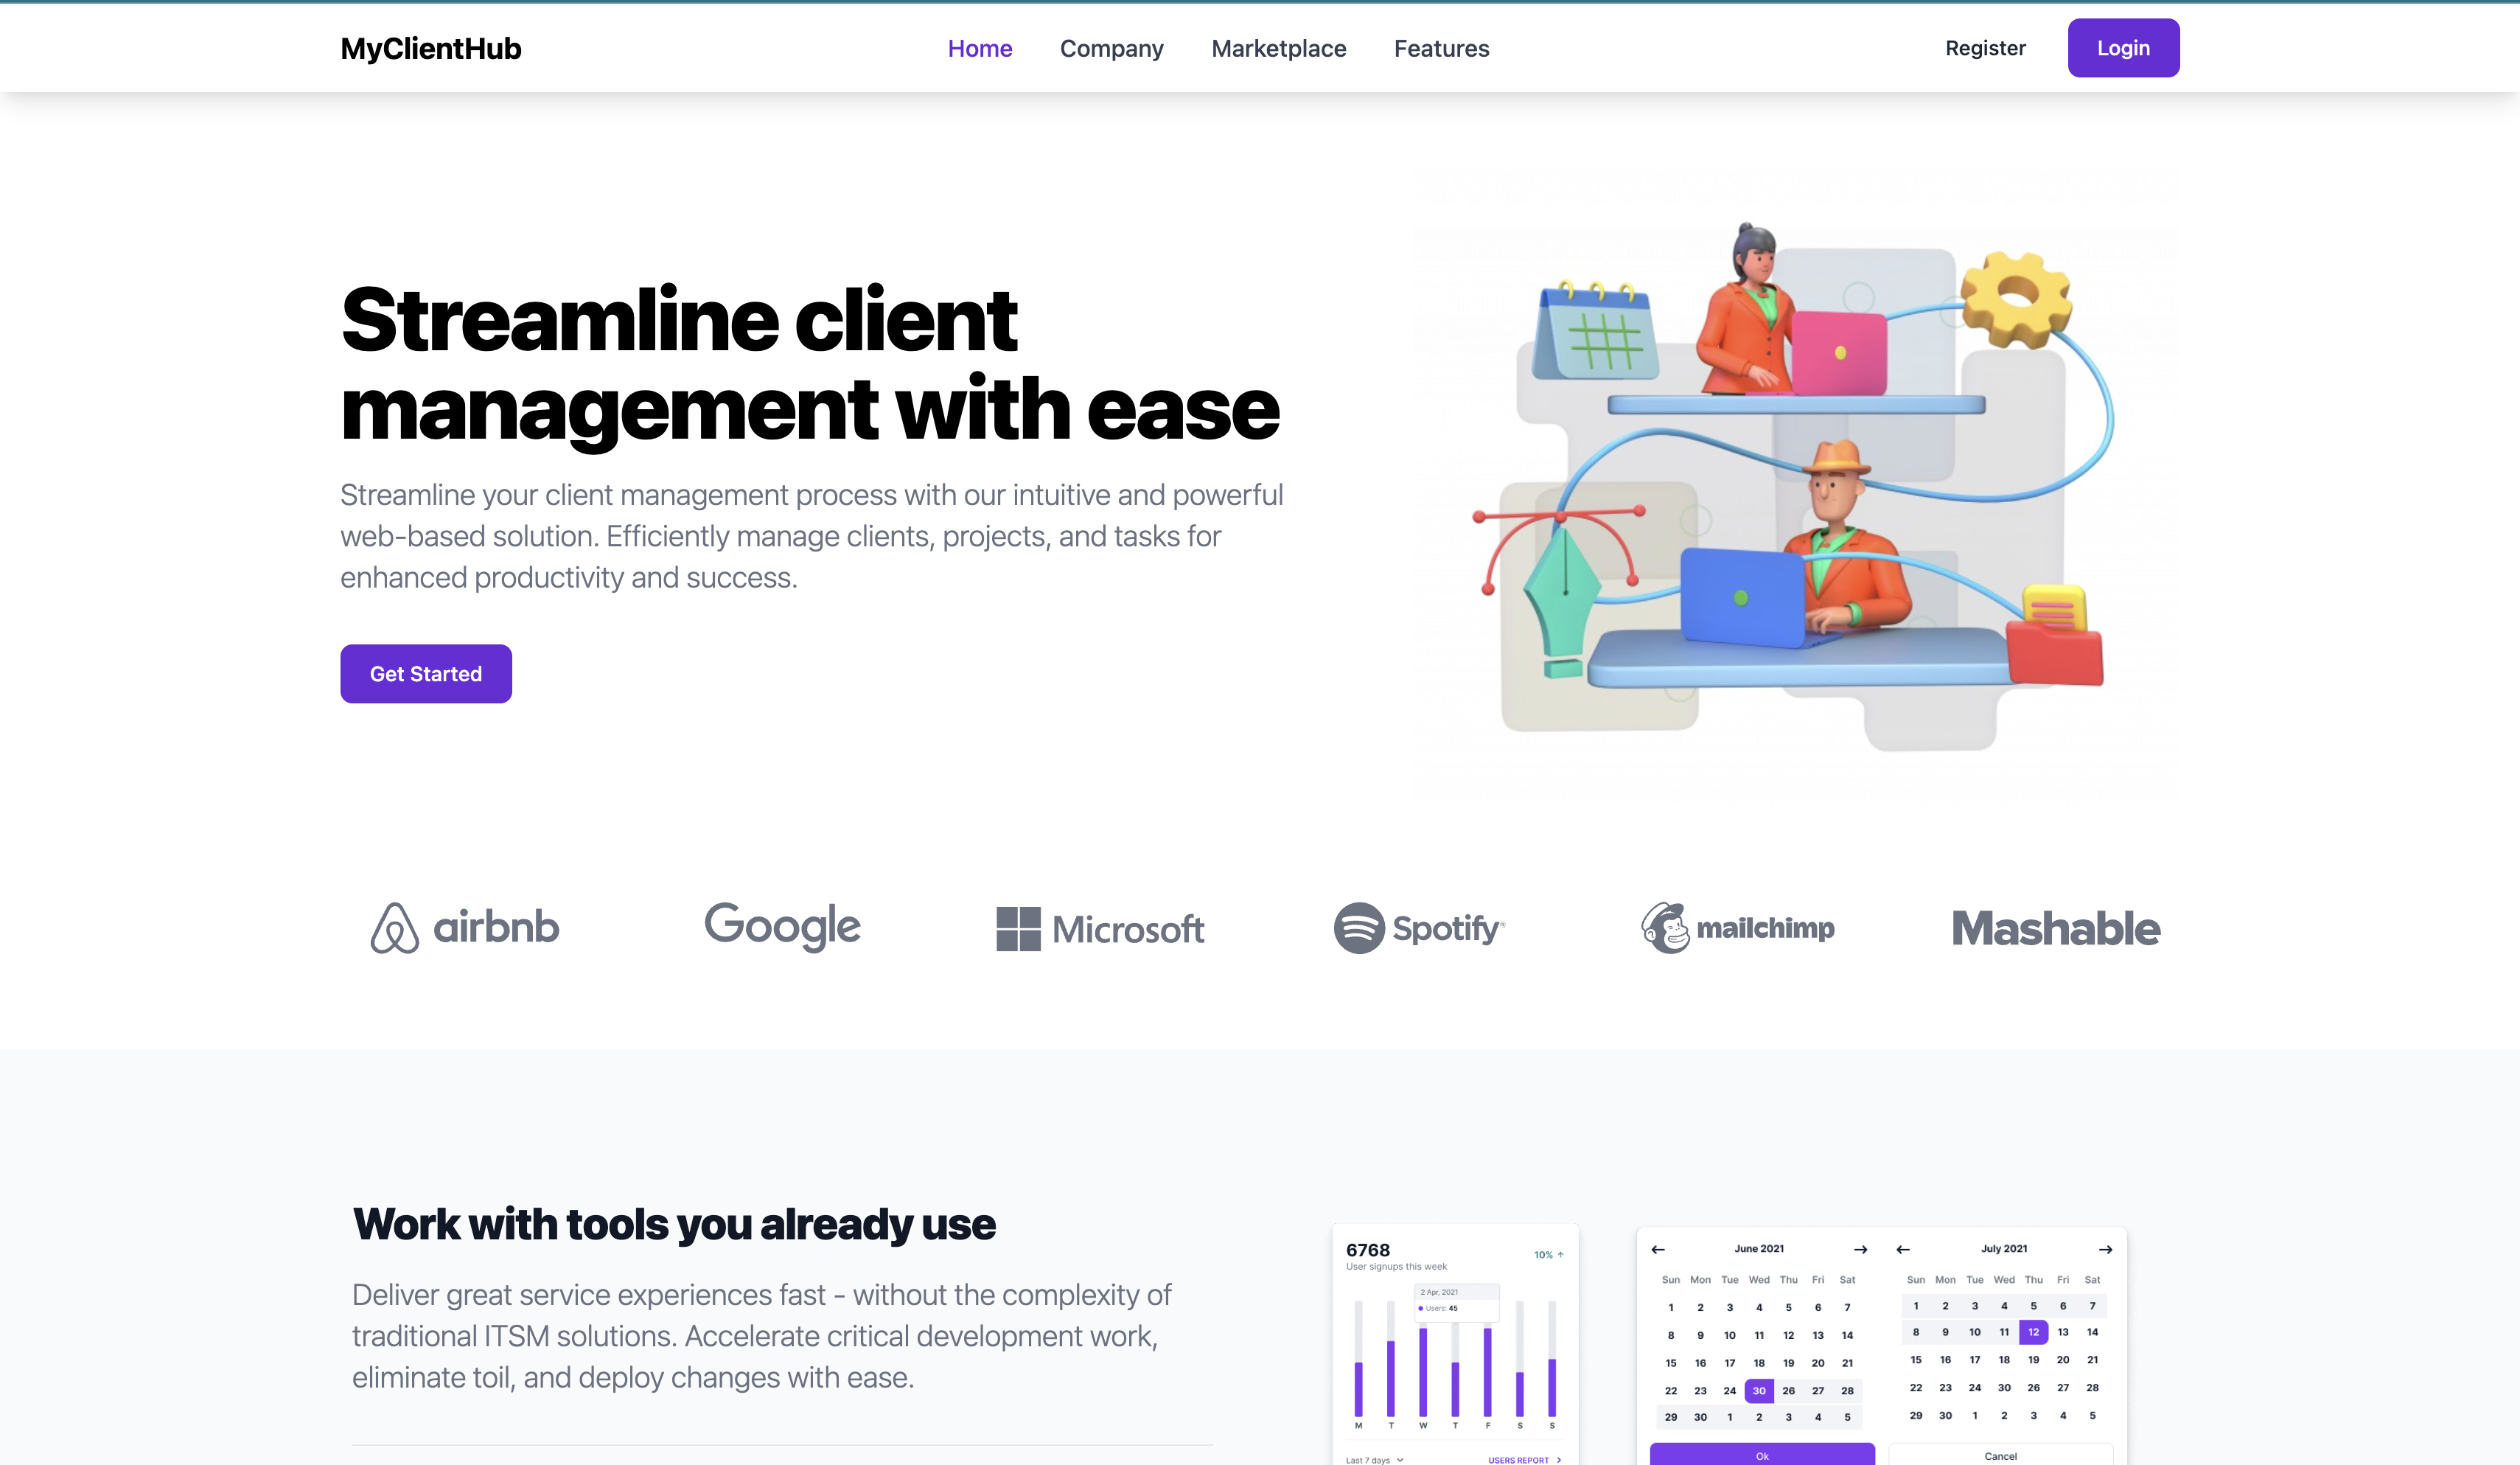 MyClientHub
Home Company Marketplace Features
Register Login
Streamline client
management with ease
Streamline your client management process with our intuitive and powerful
web-based solution. Efficiently manage clients, projects, and tasks for
enhanced productivity and success.
Get Started
airbnb Google Microsoft Spotify® mailchimp Mashable
Work with tools you already use
Deliver great service experiences fast - without the complexity of
traditional ITSM solutions. Accelerate critical development work,
eliminate toil, and deploy changes with ease.
6768
10%
User signups this week
2 Apr, 2021
Users: 45
M T W T F S S
Last 7 days
USERS REPORT
June 2021
Sun Mon Tue Wed Thu Fri Sat
1 2 3 4 5 6 7
8 9 10 11 12 13 14
15 16 17 18 19 20 21
22 23 24 30 26 27 28
29 30 1 2 3 4 5
Ok
July 2021
Sun Mon Tue Wed Thu Fri Sat
1 2 3 4 5 6 7
8 9 10 11 12 13 14
15 16 17 18 19 20 21
22 23 24 30 26 27 28
29 30 1 2 3 4 5
Cancel